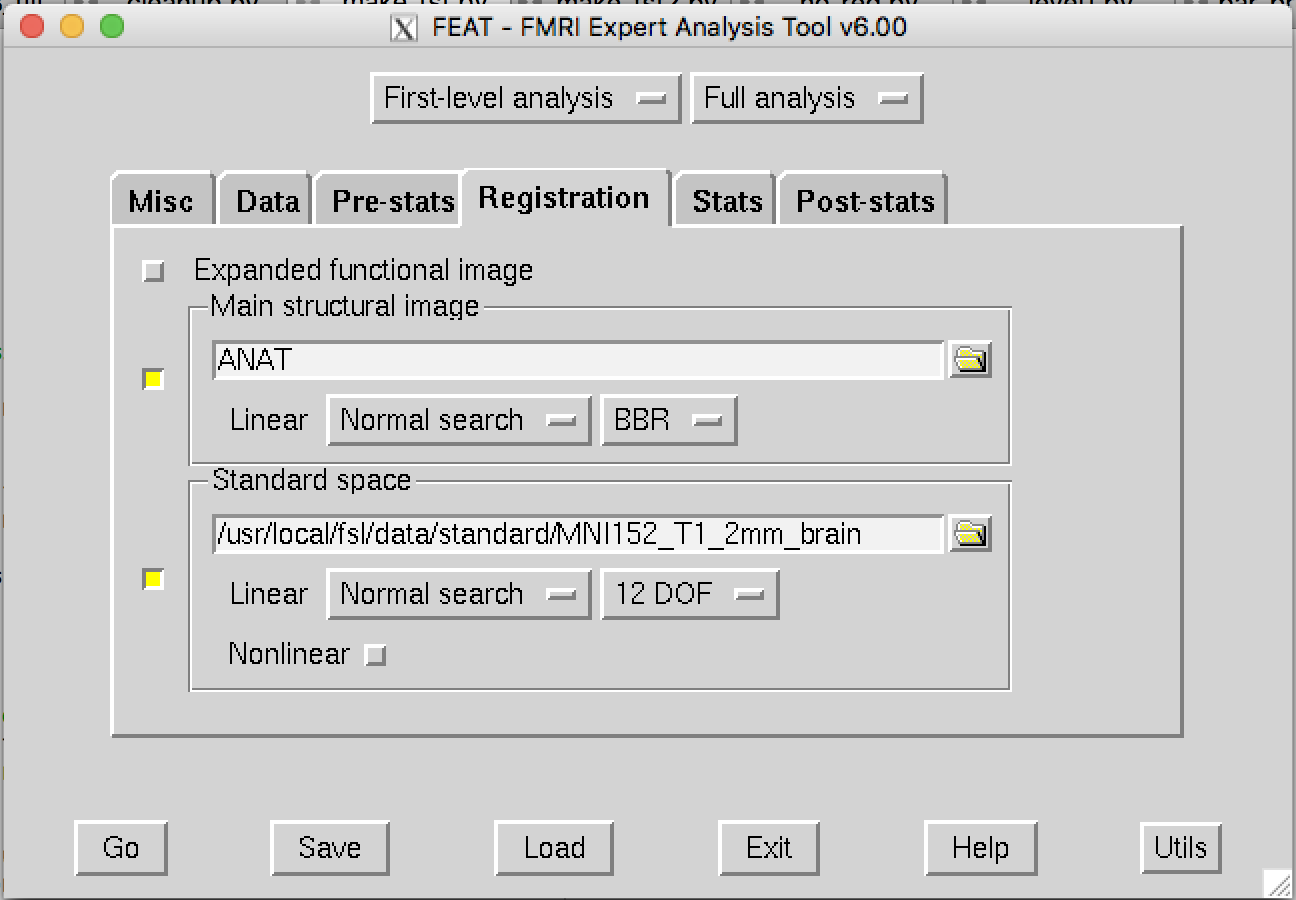 FEAT - FMRI Expert Analysis Tool v6.00
First-level analysis Full analysis
Misc Data Pre-stats Registration Stats Post-stats
Expanded functional image
Main structural image
ANAT
Linear Normal search BBR
Standard space
/usr/local/fsl/data/standard/MNI152_T1_2mm_brain
Linear Normal search 12 DOF
Nonlinear
Go Save Load Exit Help Utils